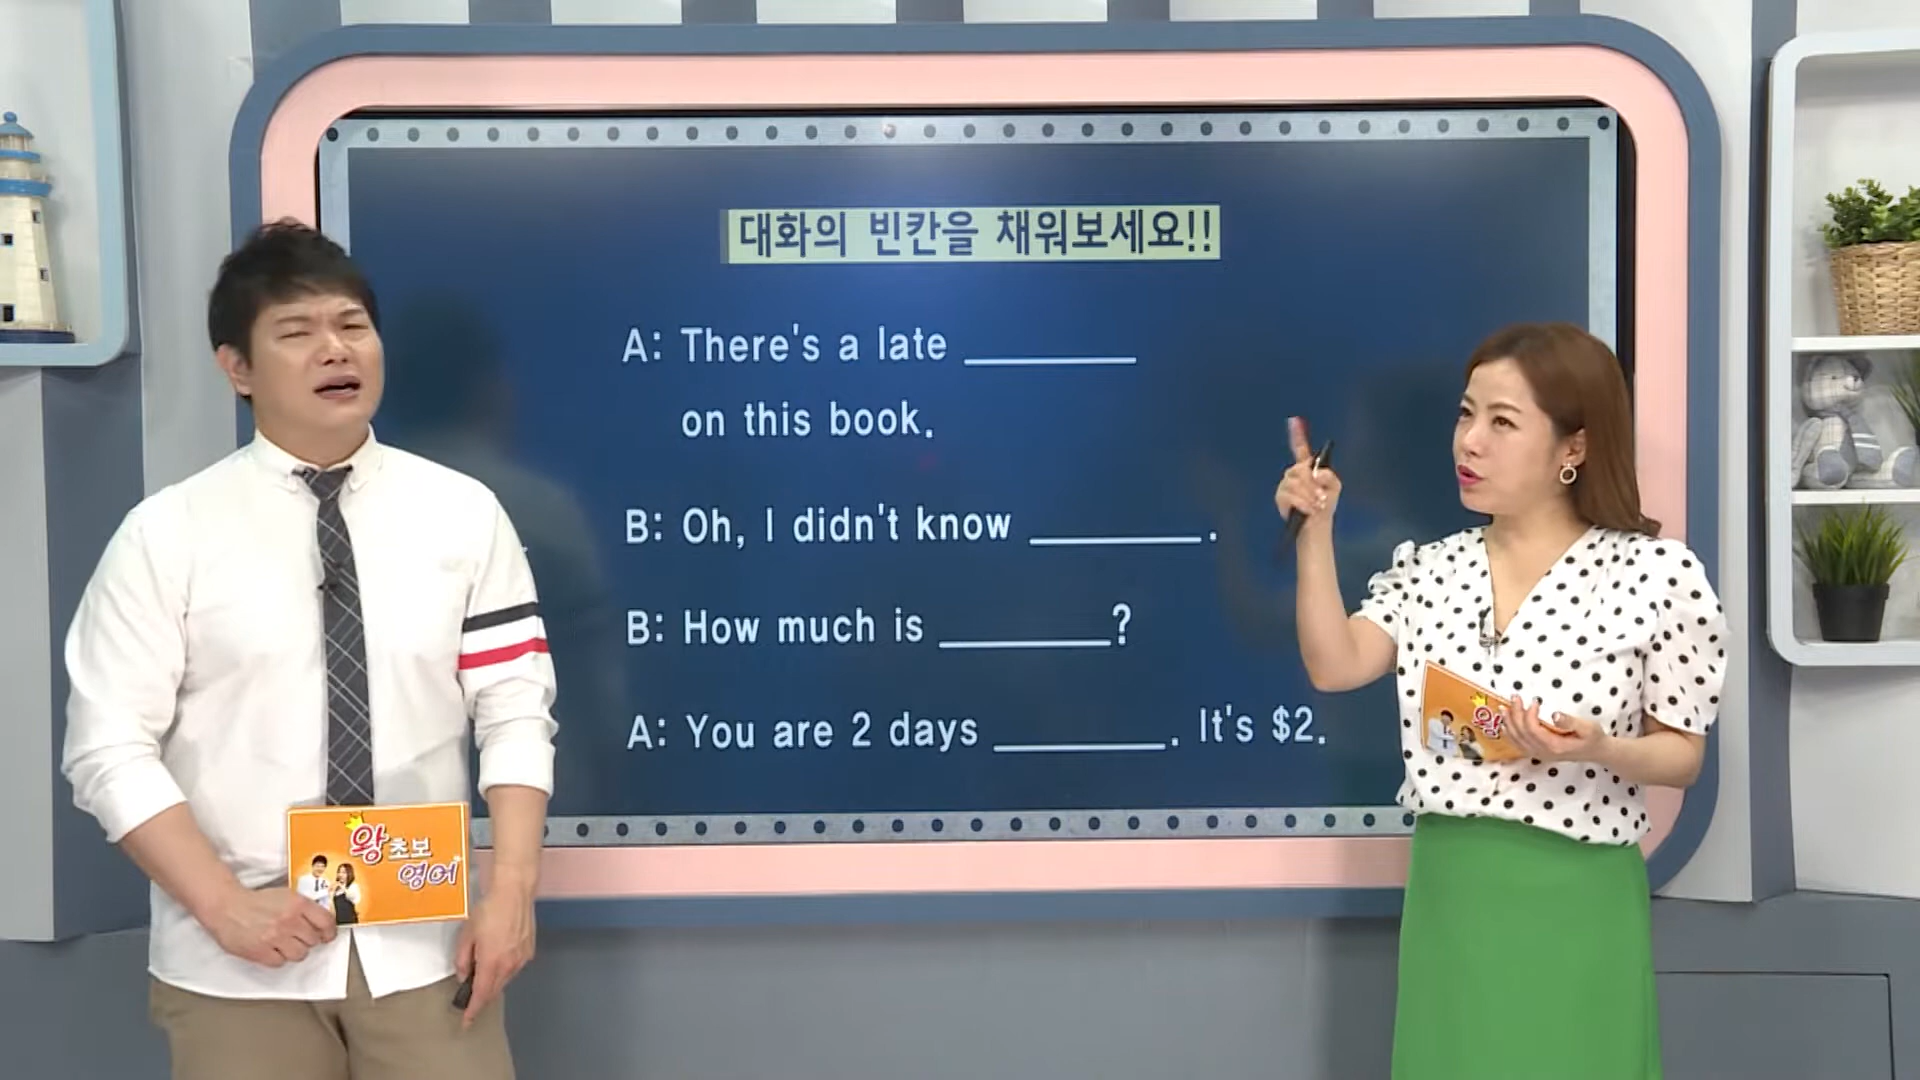 대화의 빈칸을 채워보세요!!
A: There's a late ________
on this book.
B: Oh, I didn't know ________.
B: How much is ________?
A: You are 2 days ________. It's $2.
왕초보
영어
왕